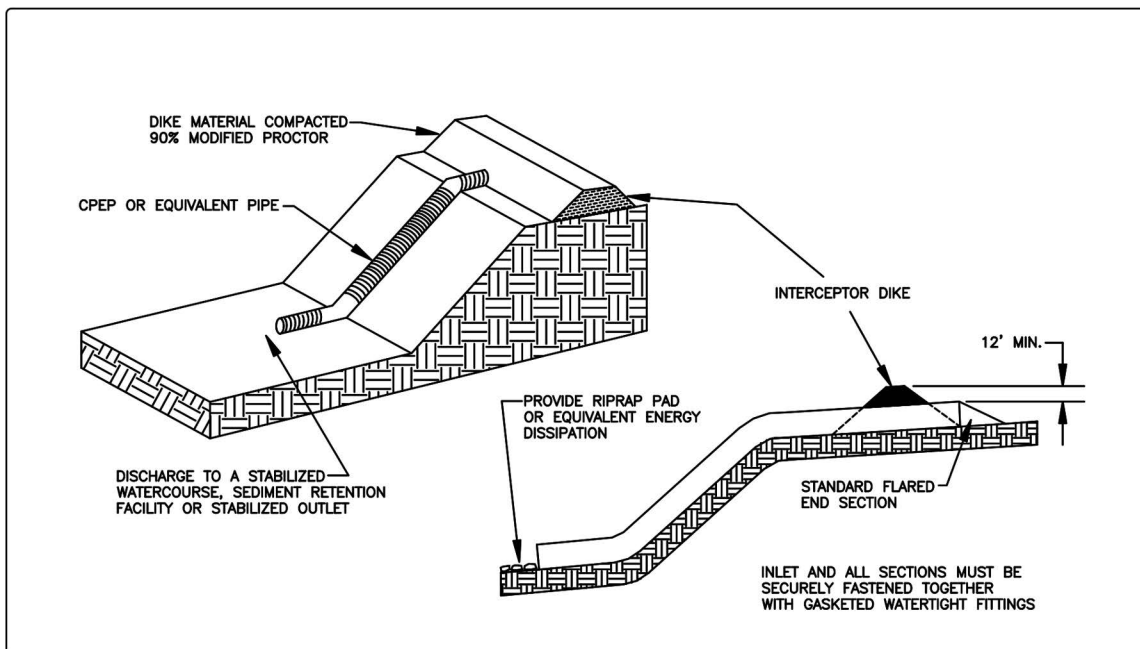 DIKE MATERIAL COMPACTED
90% MODIFIED PROCTOR
CPEP OR EQUIVALENT PIPE
INTERCEPTOR DIKE
12' MIN.
PROVIDE RIPRAP PAD
OR EQUIVALENT ENERGY
DISSIPATION
DISCHARGE TO A STABILIZED
WATERCOURSE, SEDIMENT RETENTION
FACILITY OR STABILIZED OUTLET
STANDARD FLARED
END SECTION
INLET AND ALL SECTIONS MUST BE
SECURELY FASTENED TOGETHER
WITH GASKETED WATERTIGHT FITTINGS